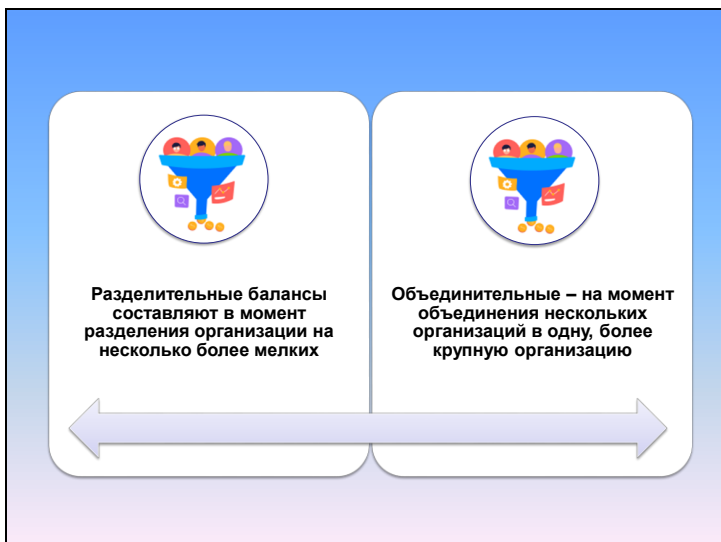 Разделительные балансы
составляют в момент
разделения организации на
несколько более мелких
Объединительные – на момент
объединения нескольких
организаций в одну, более
крупную организацию